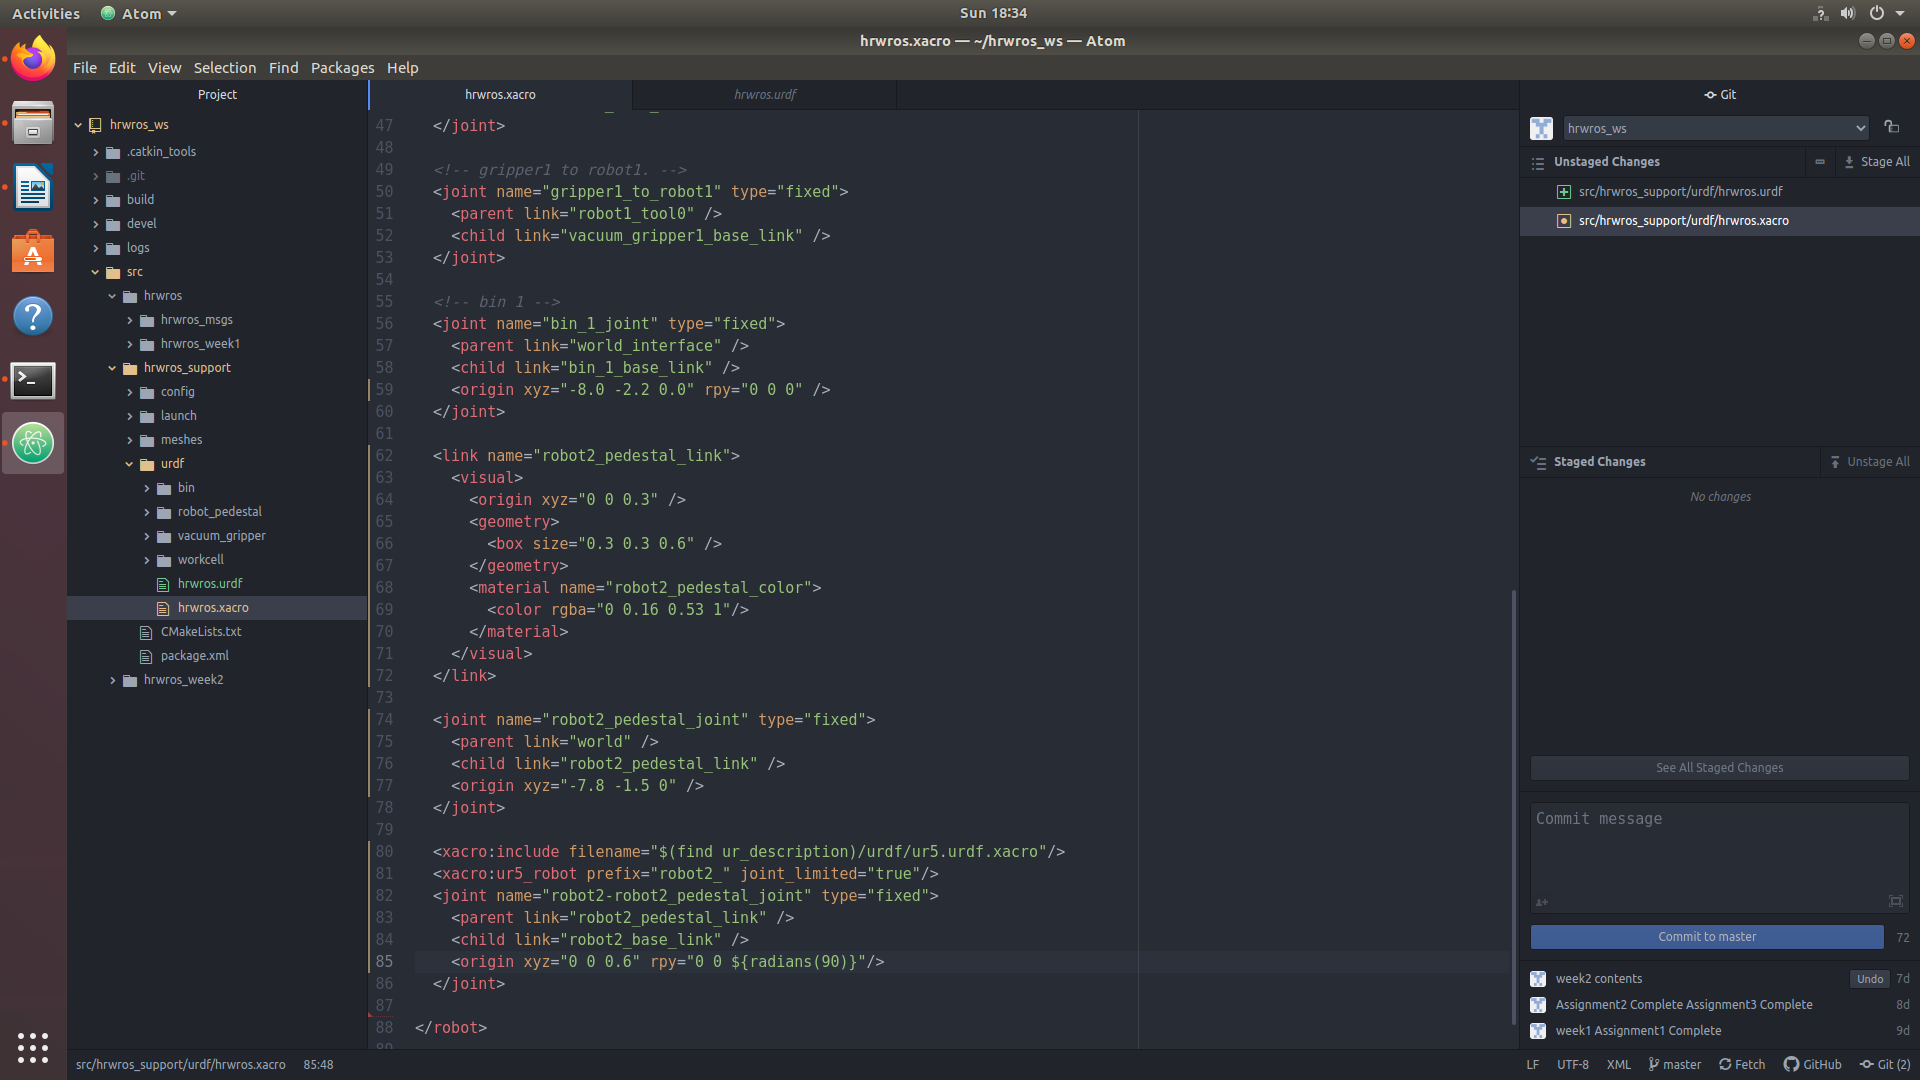 Activities
Atom
Sun 18:34
hrwros.xacro — ~/hrwros_ws — Atom
File Edit View Selection Find Packages Help
Project
hrwros_ws
.catkin_tools
.git
build
devel
logs
src
hrwros
hrwros_msgs
hrwros_week1
hrwros_support
config
launch
meshes
urdf
bin
robot_pedestal
vacuum_gripper
workcell
hrwros.urdf
hrwros.xacro
CMakeLists.txt
package.xml
hrwros_week2
hrwros.xacro
hrwros.urdf
47 </joint>
48
49 <!-- gripper1 to robot1. -->
50 <joint name="gripper1_to_robot1" type="fixed">
51 <parent link="robot1_tool0" />
52 <child link="vacuum_gripper1_base_link" />
53 </joint>
54
55 <!-- bin 1 -->
56 <joint name="bin_1_joint" type="fixed">
57 <parent link="world_interface" />
58 <child link="bin_1_base_link" />
59 <origin xyz="-8.0 -2.2 0.0" rpy="0 0 0" />
60 </joint>
61
62 <link name="robot2_pedestal_link">
63 <visual>
64 <origin xyz="0 0 0.3" />
65 <geometry>
66 <box size="0.3 0.3 0.6" />
67 </geometry>
68 <material name="robot2_pedestal_color">
69 <color rgba="0 0.16 0.53 1"/>
70 </material>
71 </visual>
72 </link>
73
74 <joint name="robot2_pedestal_joint" type="fixed">
75 <parent link="world" />
76 <child link="robot2_pedestal_link" />
77 <origin xyz="-7.8 -1.5 0" />
78 </joint>
79
80 <xacro:include filename="$(find ur_description)/urdf/ur5.urdf.xacro"/>
81 <xacro:ur5_robot prefix="robot2_" joint_limited="true"/>
82 <joint name="robot2-robot2_pedestal_joint" type="fixed">
83 <parent link="robot2_pedestal_link" />
84 <child link="robot2_base_link" />
85 <origin xyz="0 0 0.6" rpy="0 0 ${radians(90)}"/>
86 </joint>
87
88 </robot>
Git
hrwros_ws
Unstaged Changes
Stage All
src/hrwros_support/urdf/hrwros.urdf
src/hrwros_support/urdf/hrwros.xacro
Staged Changes
Unstage All
No changes
See All Staged Changes
Commit message
Commit to master
72
week2 contents Undo 7d
Assignment2 Complete Assignment3 Complete 8d
week1 Assignment1 Complete 9d
src/hrwros_support/urdf/hrwros.xacro 85:48
LF UTF-8 XML master Fetch GitHub Git (2)